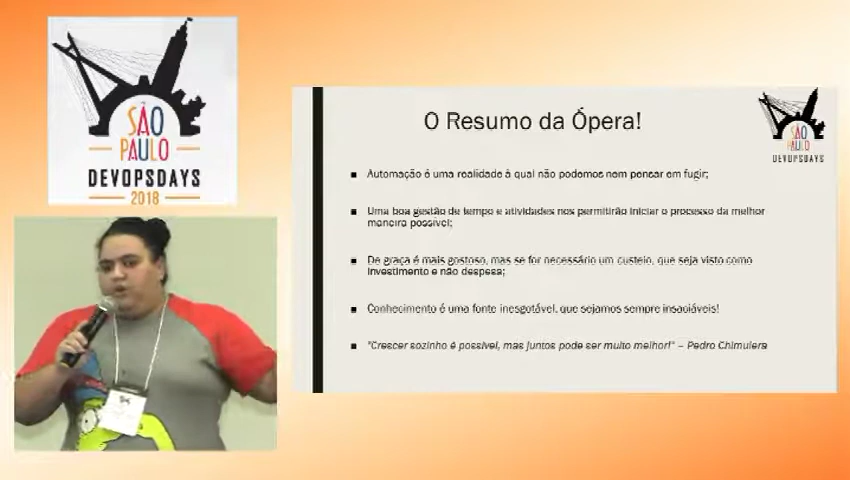 SÃO
PAULO
DEVOPSDAYS
2018
O Resumo da Ópera!
SÃO
PAULO
DEVOPSDAYS
■ Automação é uma realidade à qual não podemos nem pensar em fugir;
■ Uma boa gestão de tempo e atividades nos permitirão iniciar o processo da melhor
maneira possível;
■ De graça é mais gostoso, mas se for necessário um custeio, que seja visto como
investimento e não despesa;
■ Conhecimento é uma fonte inesgotável, que sejamos sempre insaciáveis!
■ "Crescer sozinho é possível, mas juntos pode ser muito melhor!" – Pedro Chimulera